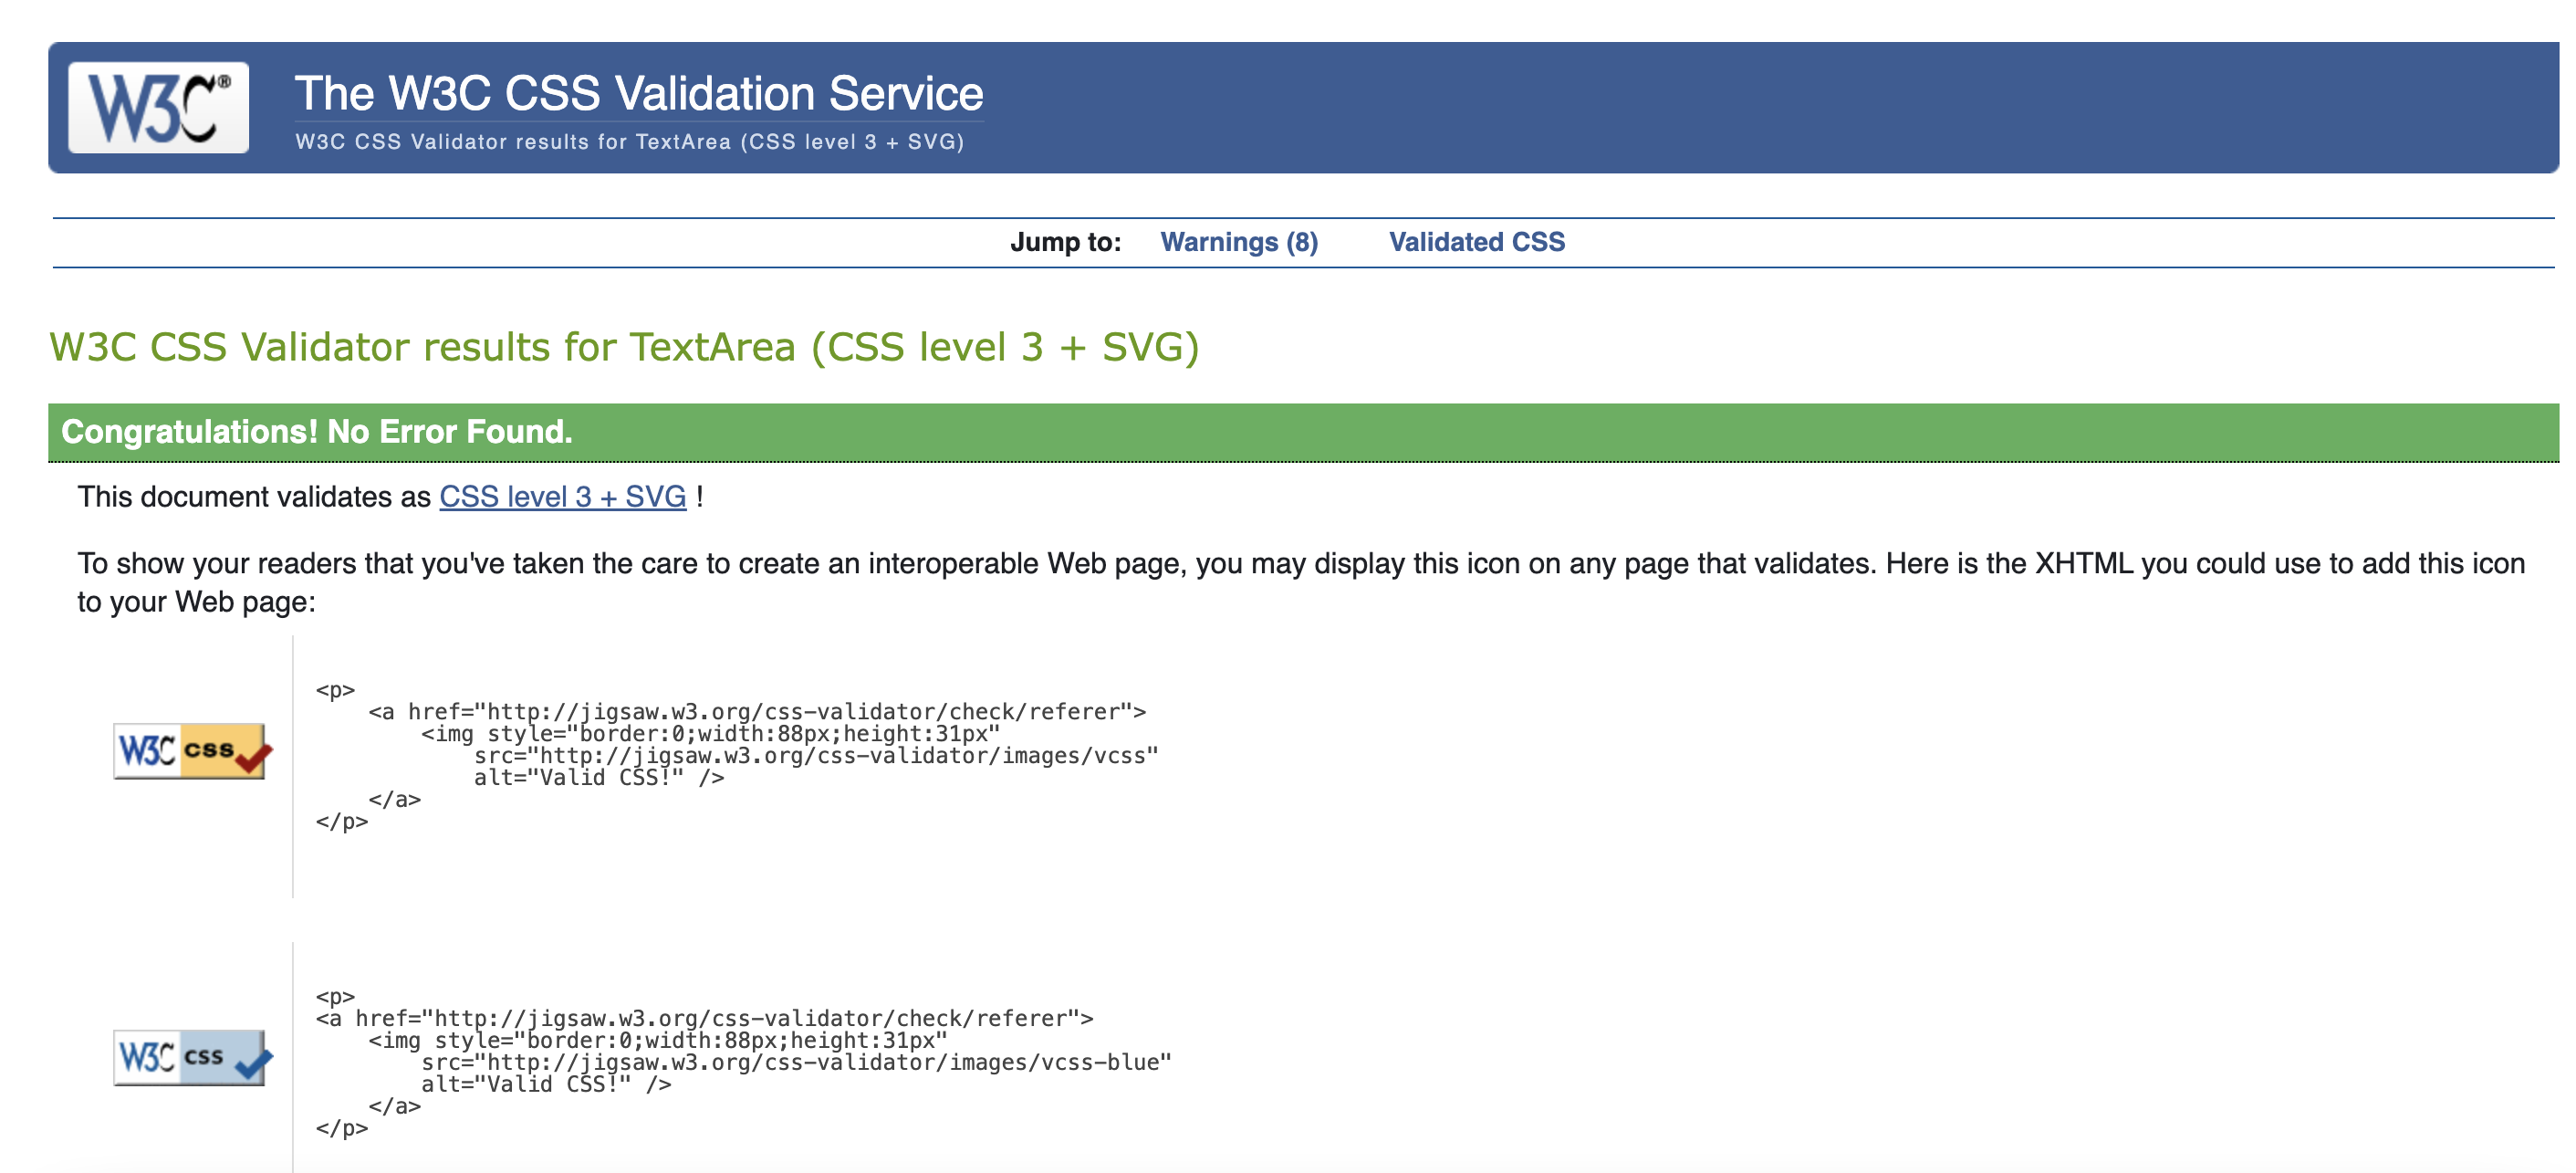 W3C®
The W3C CSS Validation Service
W3C CSS Validator results for TextArea (CSS level 3 + SVG)
Jump to: Warnings (8) Validated CSS
W3C CSS Validator results for TextArea (CSS level 3 + SVG)
Congratulations! No Error Found.
This document validates as CSS level 3 + SVG !
To show your readers that you've taken the care to create an interoperable Web page, you may display this icon on any page that validates. Here is the XHTML you could use to add this icon
to your Web page:
W3C css
<p>
<a href="http://jigsaw.w3.org/css-validator/check/referer">
<img style="border:0;width:88px;height:31px"
src="http://jigsaw.w3.org/css-validator/images/vcss"
alt="Valid CSS!" />
</a>
</p>
W3C css
<p>
<a href="http://jigsaw.w3.org/css-validator/check/referer">
<img style="border:0;width:88px;height:31px"
src="http://jigsaw.w3.org/css-validator/images/vcss-blue"
alt="Valid CSS!" />
</a>
</p>